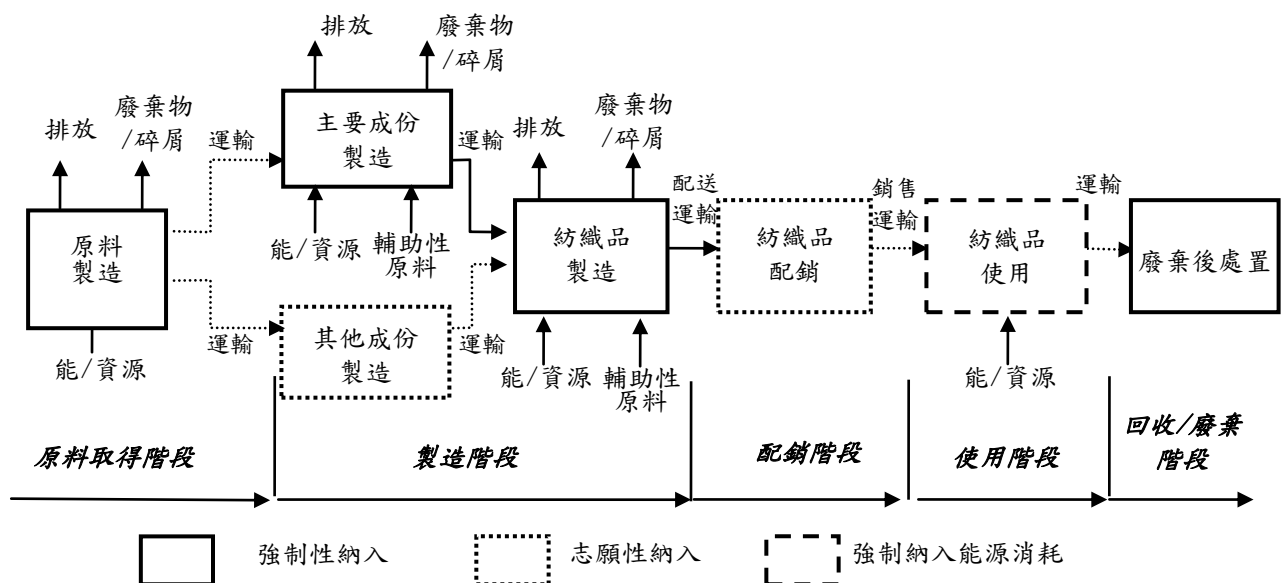 排放
廢棄物
/碎屑
主要成份
製造
能/資源
輔助性
原料
排放
廢棄物
/碎屑
運輸
運輸
原料
製造
能/資源
運輸
其他成份
製造
運輸
排放
廢棄物
/碎屑
紡織品
製造
能/資源
輔助性
原料
配送
運輸
紡織品
配銷
銷售
運輸
紡織品
使用
能/資源
運輸
廢棄後處置
原料取得階段
製造階段
配銷階段
使用階段
回收/廢棄
階段
強制性納入
志願性納入
強制納入能源消耗